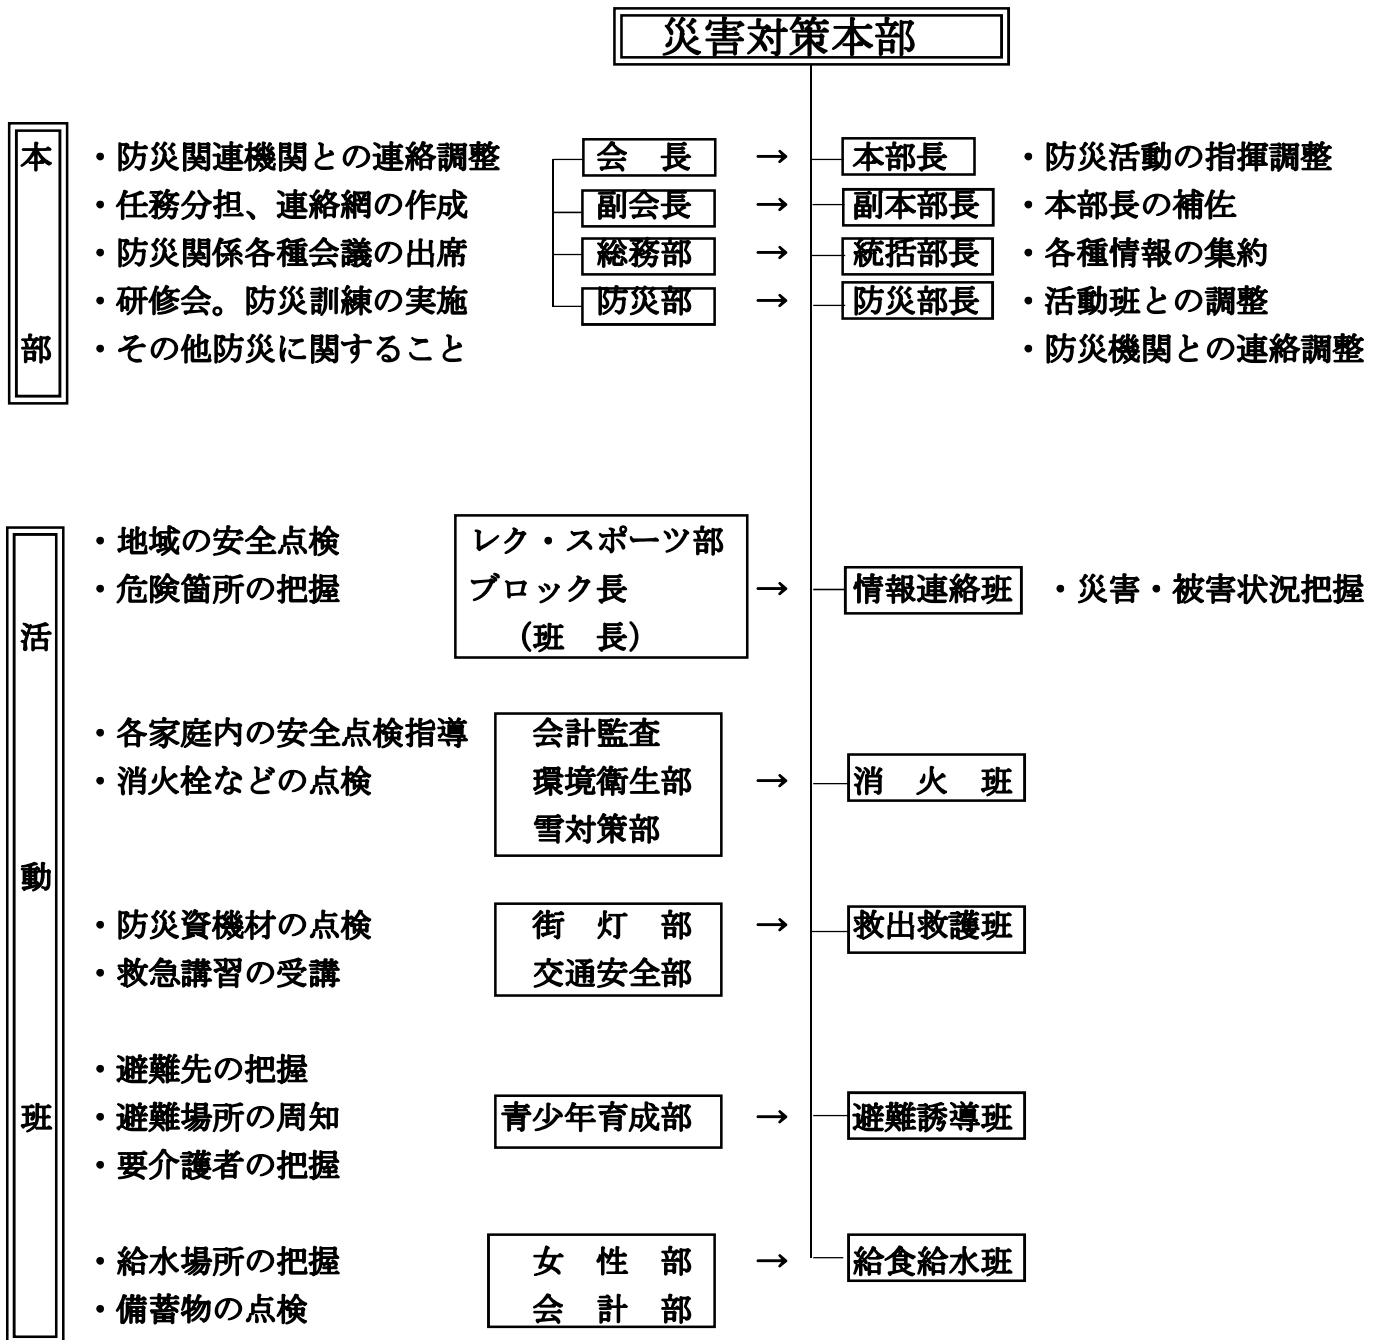 災害対策本部
本
・防災関連機関との連絡調整 会　長 → 本部長 ・防災活動の指揮調整
・任務分担、連絡網の作成 副会長 → 副本部長 ・本部長の補佐
・防災関係各種会議の出席 総務部 → 統括部長 ・各種情報の集約
・研修会。防災訓練の実施 防災部 → 防災部長 ・活動班との調整
部 ・その他防災に関すること ・防災機関との連絡調整
・地域の安全点検 レク・スポーツ部
・危険箇所の把握 ブロック長 → 情報連絡班 ・災害・被害状況把握
活 （班　長）
・各家庭内の安全点検指導 会計監査
・消火栓などの点検 環境衛生部 → 消　火　班
雪対策部
動
・防災資機材の点検 街　灯　部 → 救出救護班
・救急講習の受講 交通安全部
・避難先の把握
班 ・避難場所の周知 青少年育成部 → 避難誘導班
・要介護者の把握
・給水場所の把握 女　性　部 → 給食給水班
・備蓄物の点検 会　計　部